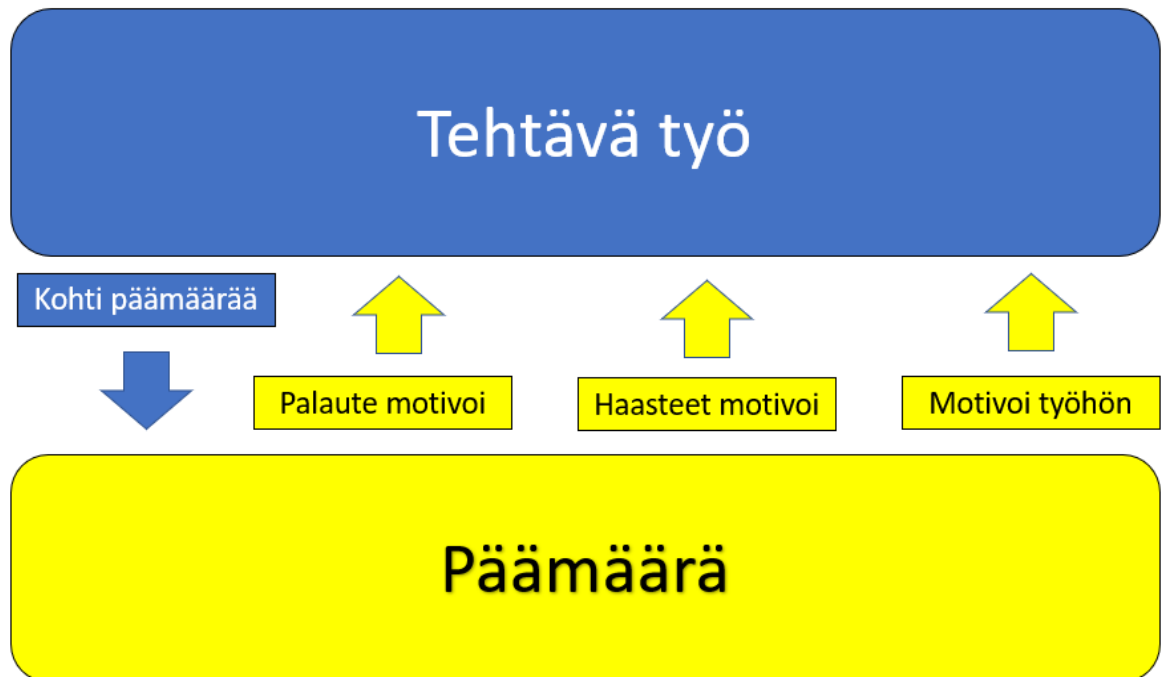 Tehtävä työ
Kohti päämäärää
Palaute motivoi
Haasteet motivoi
Motivoi työhön
Päämäärä